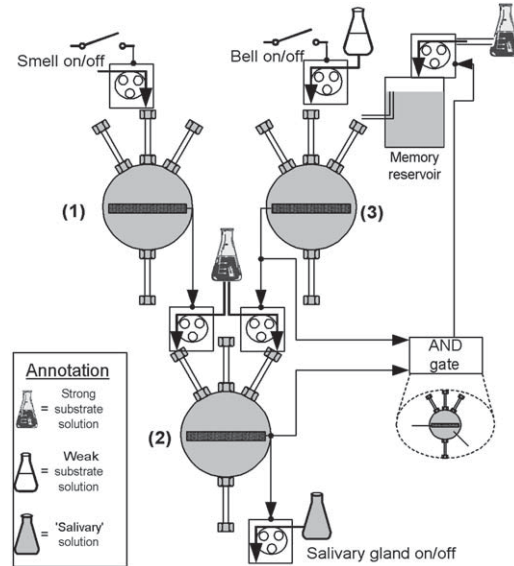 Smell on/off
Bell on/off
Memory
reservoir
(1)
(3)
AND
gate
(2)
Annotation
= Strong
substrate
solution
= Weak
substrate
solution
= 'Salivary'
solution
Salivary gland on/off